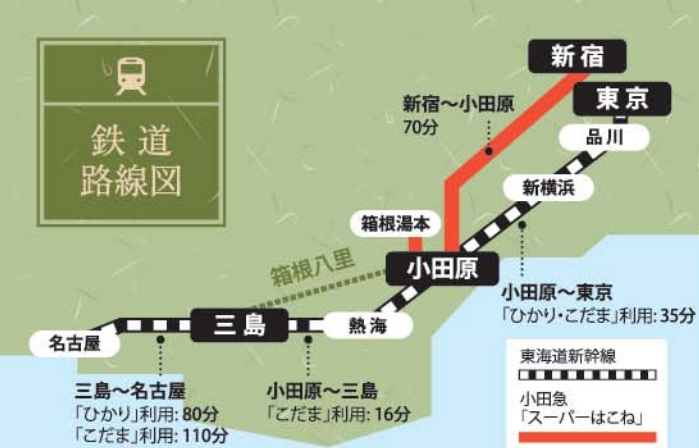 鉄道
路線図
新宿
東京
新宿～小田原
70分
品川
新横浜
箱根湯本
小田原
箱根八里
小田原～東京
「ひかり・こだま」利用：35分
三島
熱海
名古屋
三島～名古屋
「ひかり」利用：80分
「こだま」利用：110分
小田原～三島
「こだま」利用：16分
東海道新幹線
小田急
「スーパーはこね」